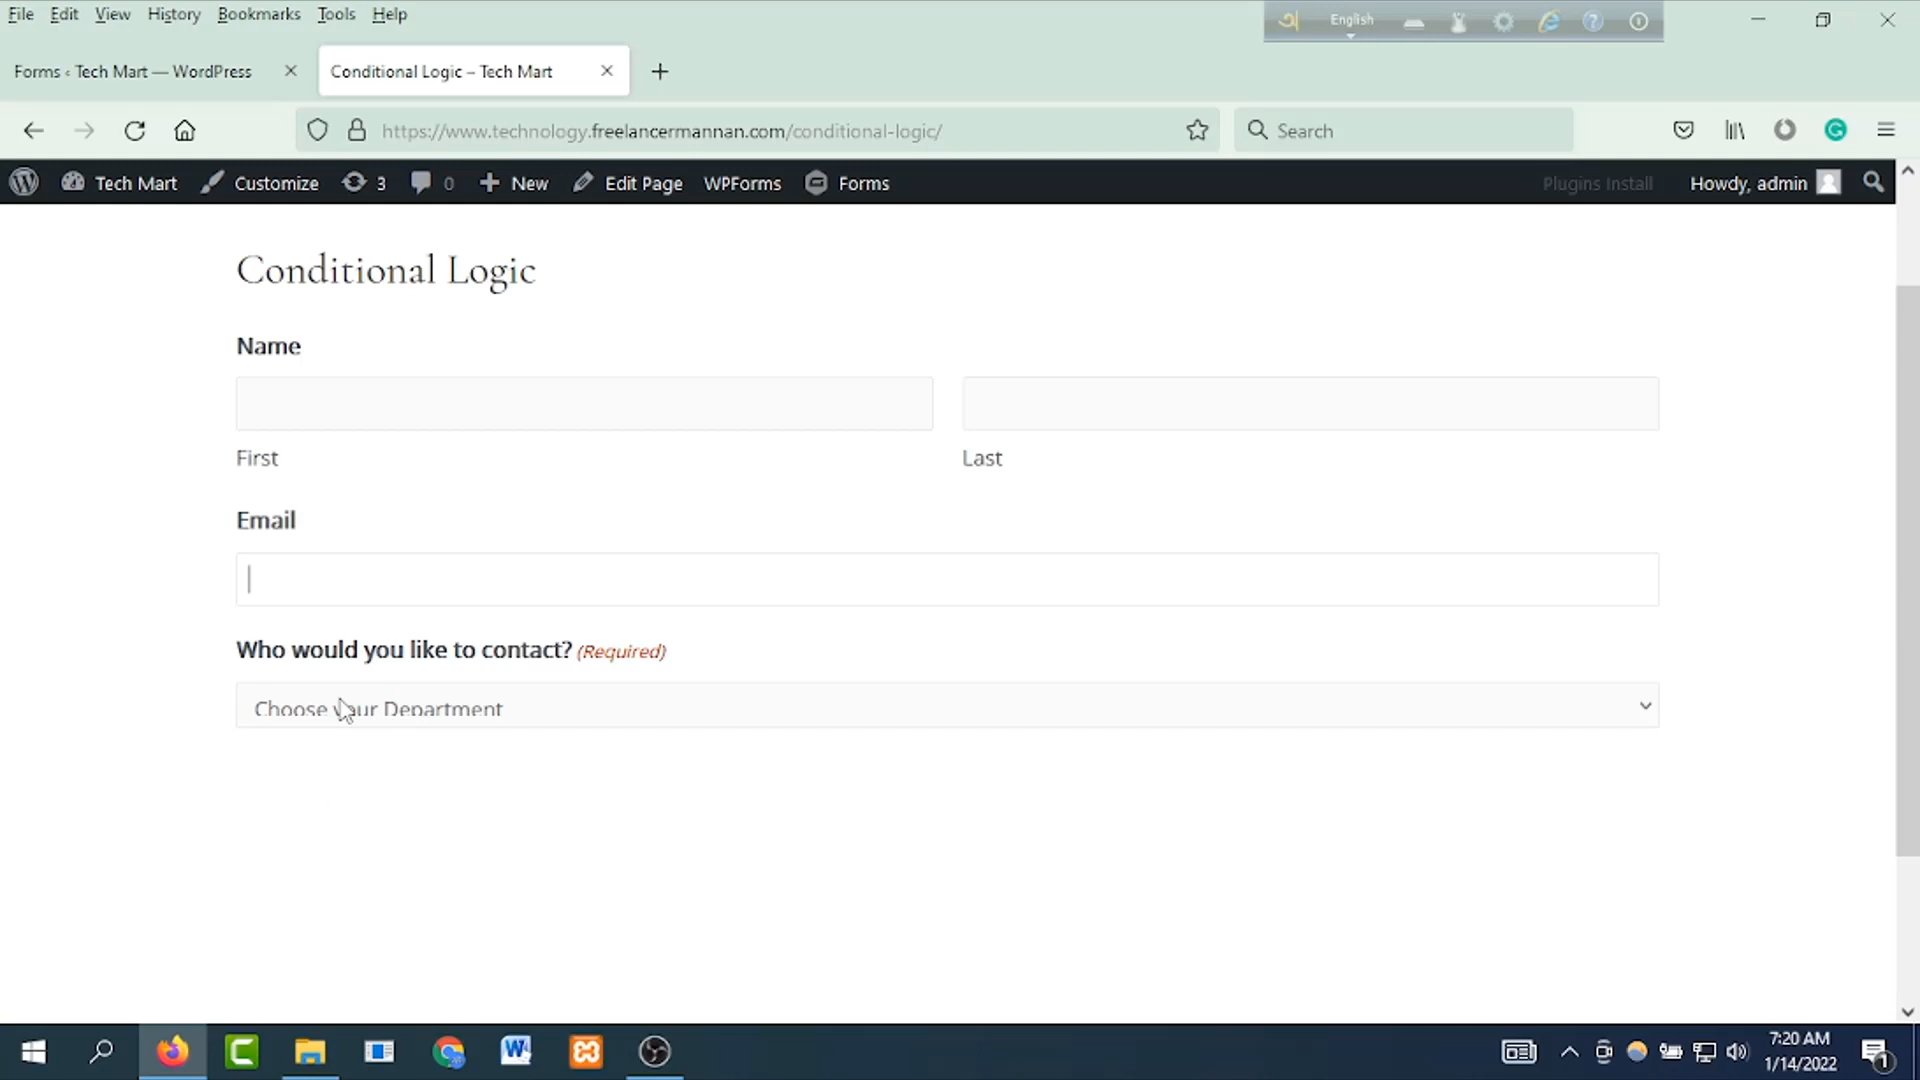 File Edit View History Bookmarks Tools Help
English
Forms ‹ Tech Mart — WordPress
Conditional Logic – Tech Mart
https://www.technology.freelancermannan.com/conditional-logic/
Search
Tech Mart Customize 3 0 New Edit Page WPForms Forms Plugins Install Howdy, admin
Conditional Logic
Name
First Last
Email
Who would you like to contact? (Required)
Choose your Department
7:20 AM
1/14/2022
1